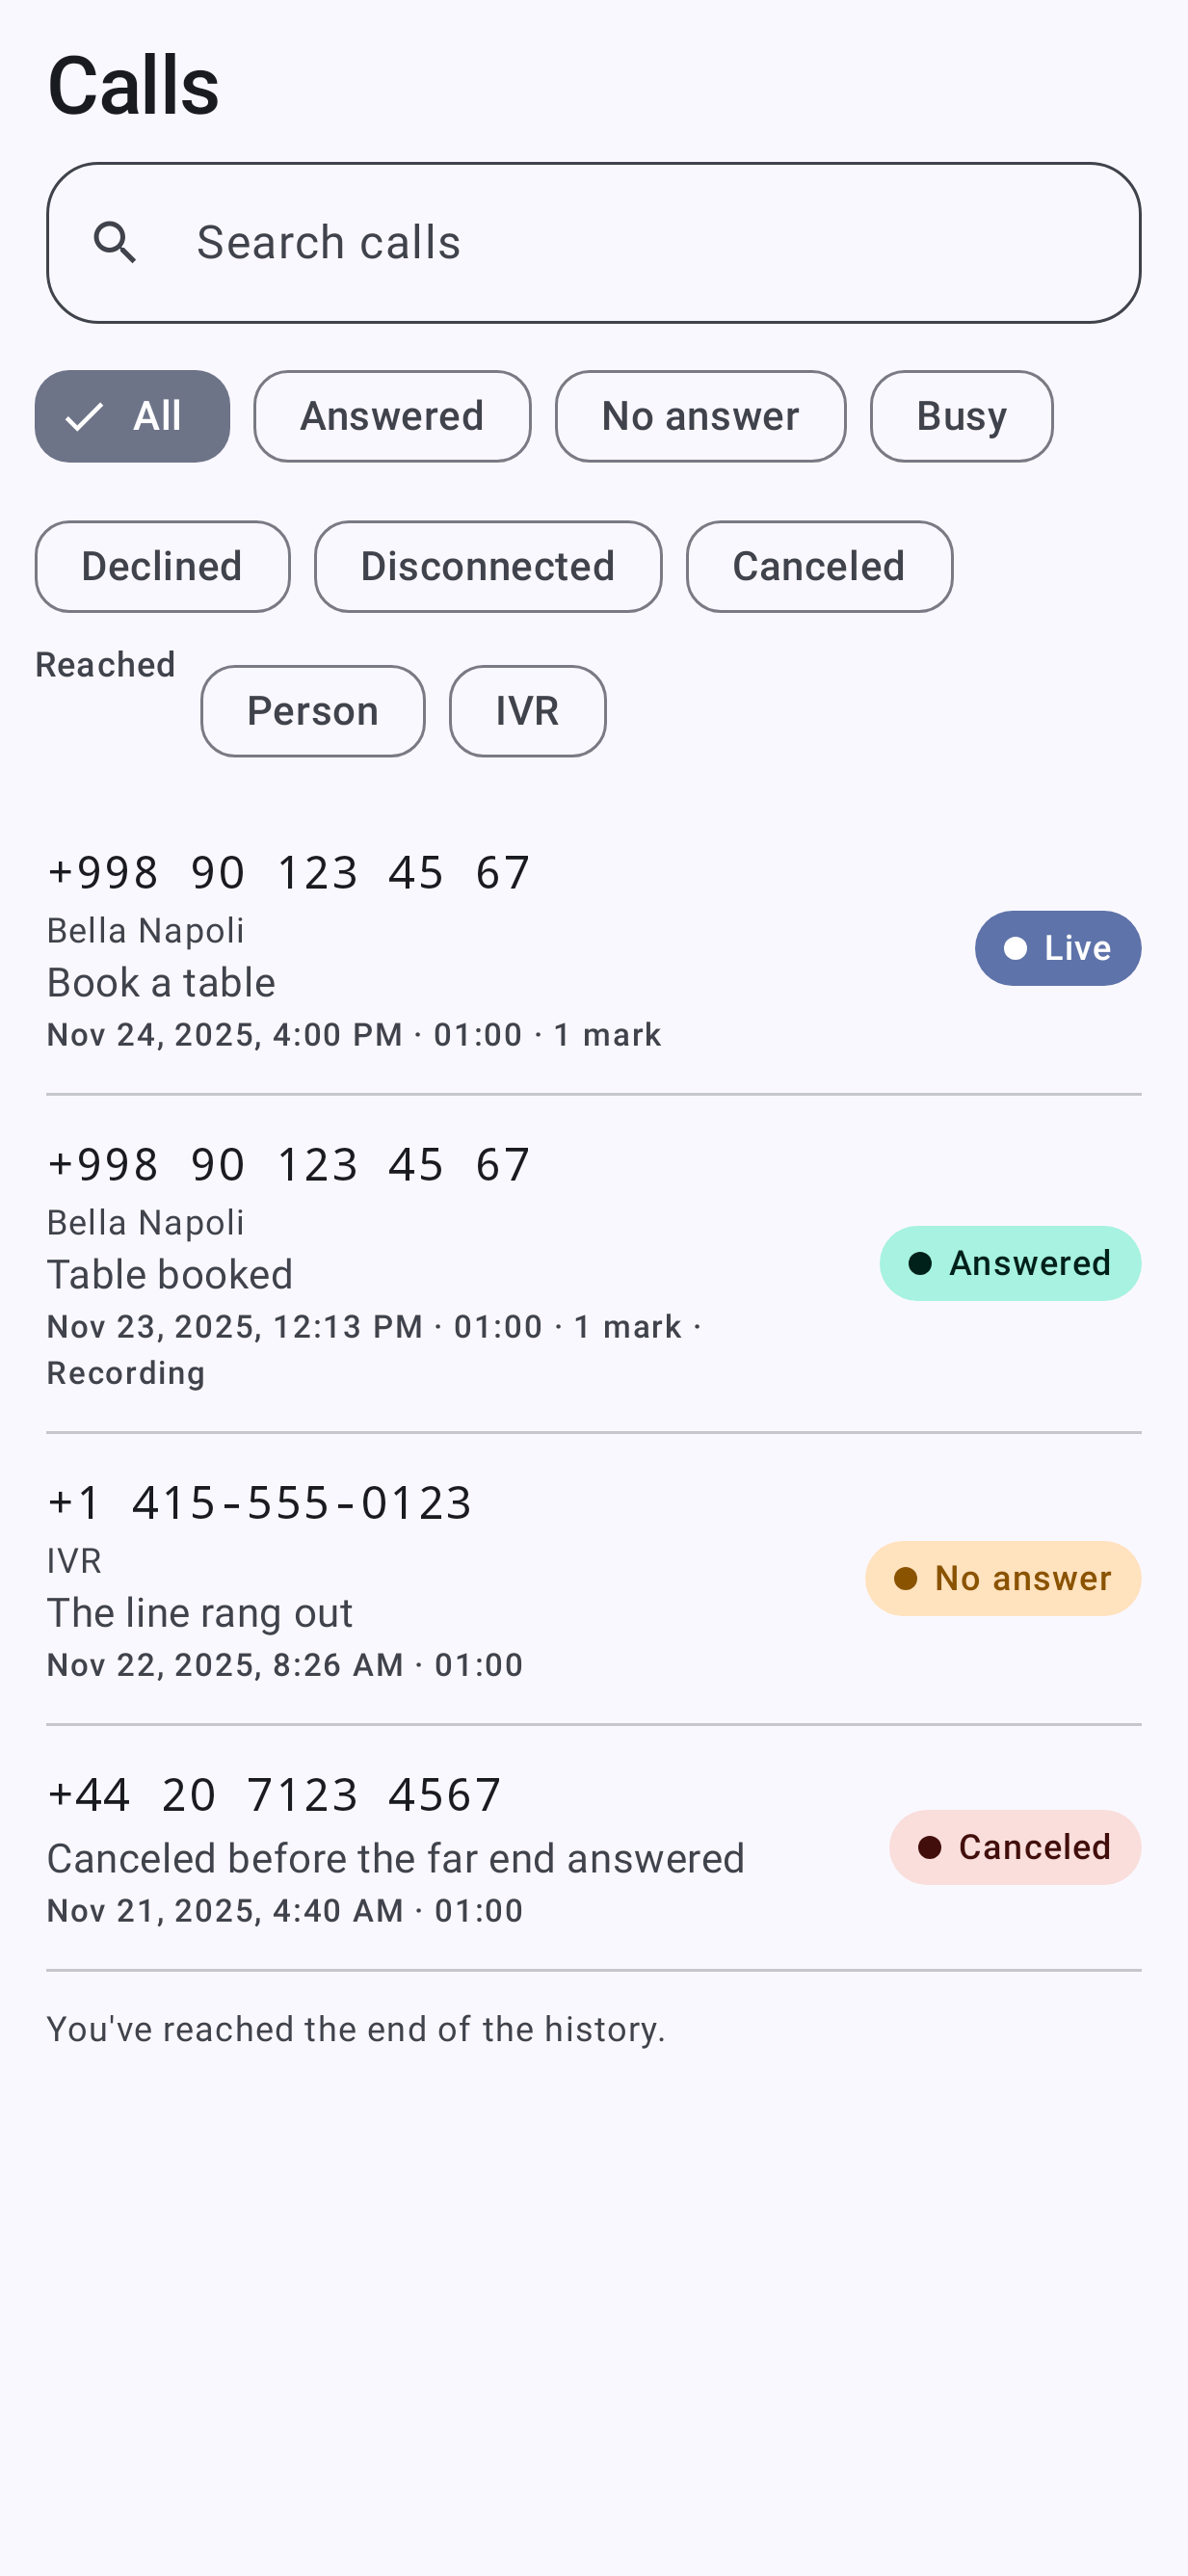 Calls
Search calls
All
Answered
No answer
Busy
Declined
Disconnected
Canceled
Reached
Person
IVR
+998 90 123 45 67
Bella Napoli
Book a table
Nov 24, 2025, 4:00 PM · 01:00 · 1 mark
Live
+998 90 123 45 67
Bella Napoli
Table booked
Nov 23, 2025, 12:13 PM · 01:00 · 1 mark ·
Recording
Answered
+1 415-555-0123
IVR
The line rang out
Nov 22, 2025, 8:26 AM · 01:00
No answer
+44 20 7123 4567
Canceled before the far end answered
Nov 21, 2025, 4:40 AM · 01:00
Canceled
You've reached the end of the history.